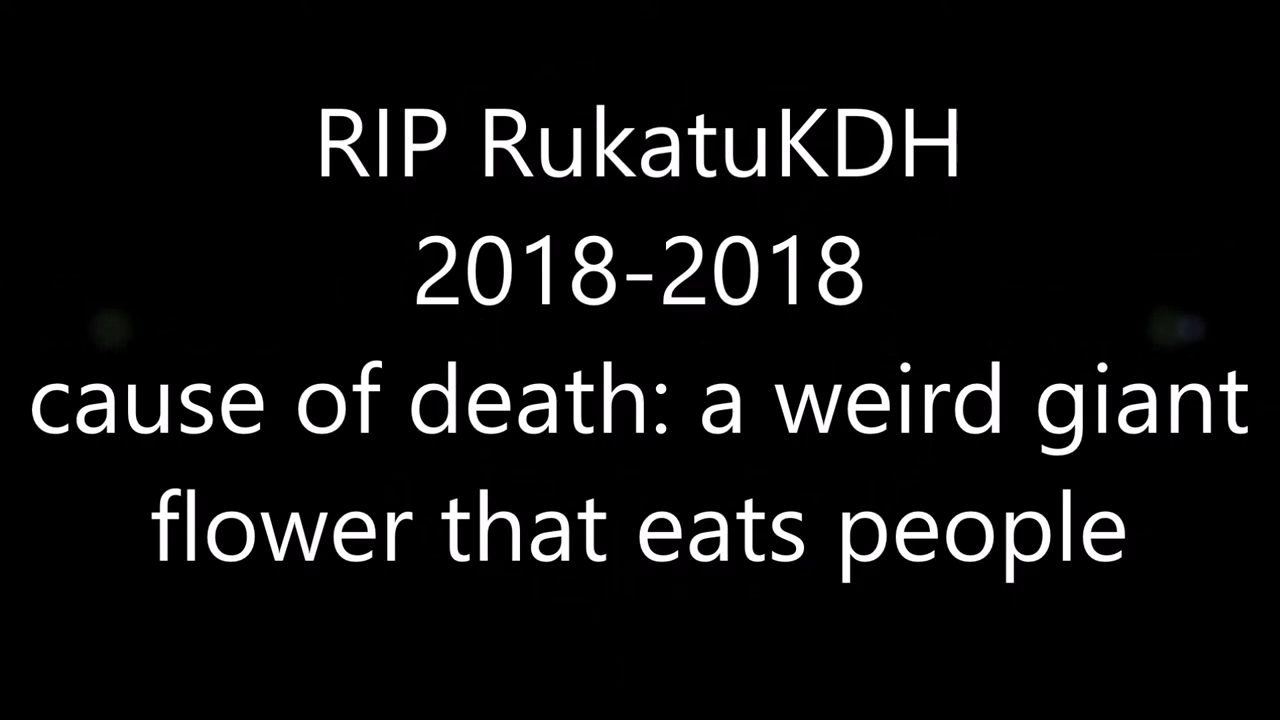 RIP RukatuKDH
2018-2018
cause of death: a weird giant
flower that eats people